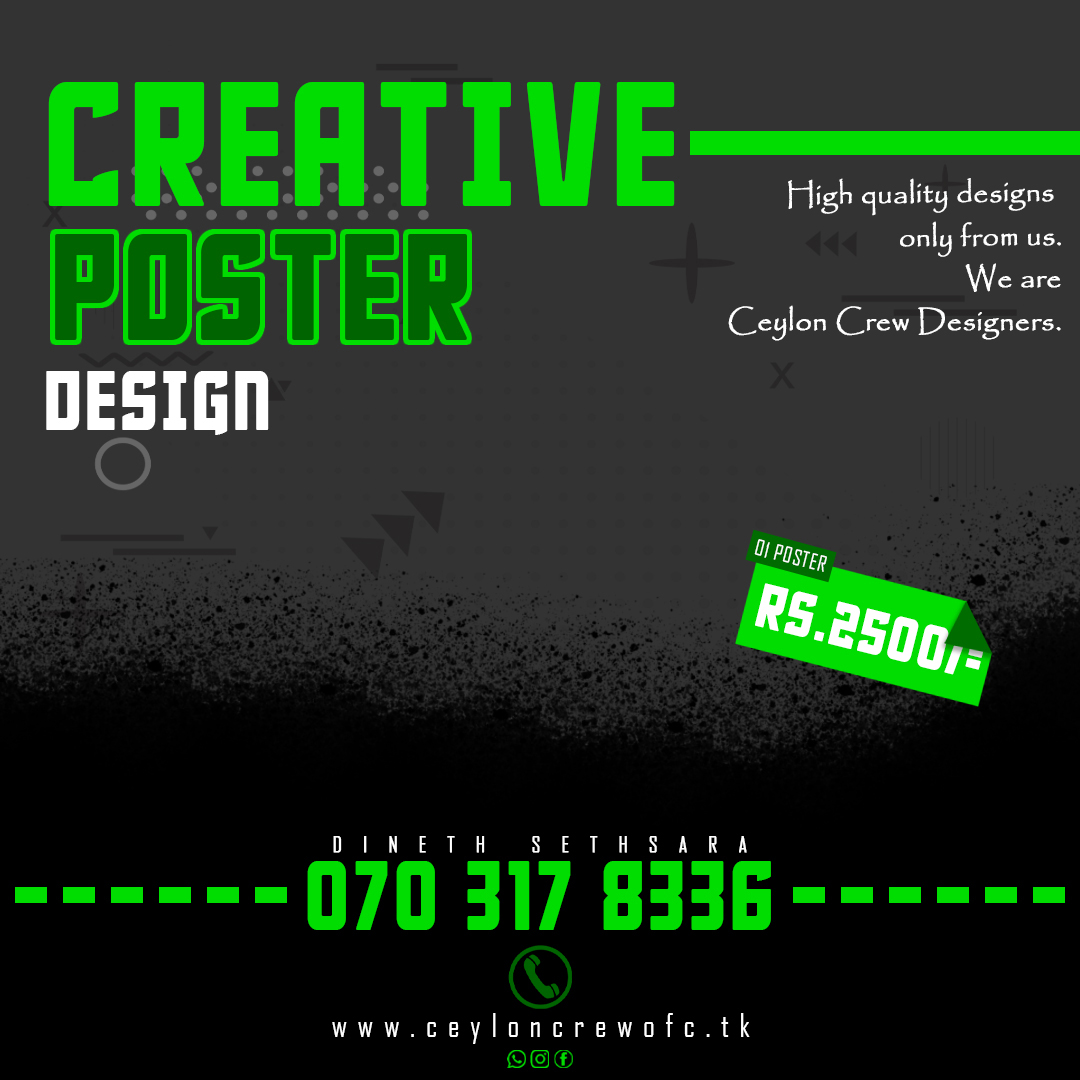 CREATIVE
POSTER
DESIGN
High quality designs
only from us.
We are
Ceylon Crew Designers.
01 POSTER
RS.2500/=
DINETH SETHSARA
070 317 8336
www.ceyloncrewofc.tk